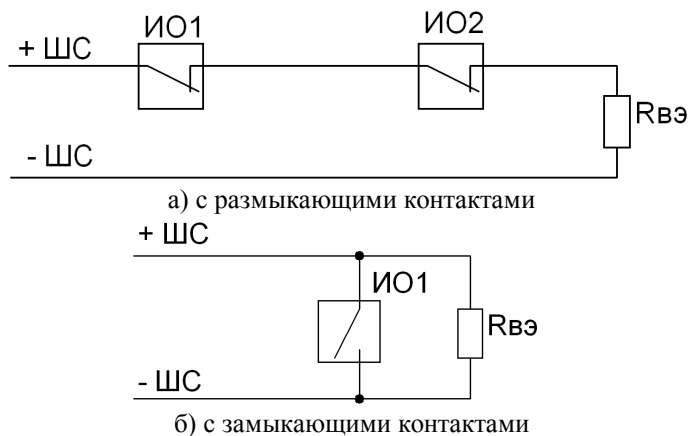 ИО1
ИО2
+ ШС
Rвэ
- ШС
а) с размыкающими контактами
+ ШС
ИО1
Rвэ
- ШС
б) с замыкающими контактами